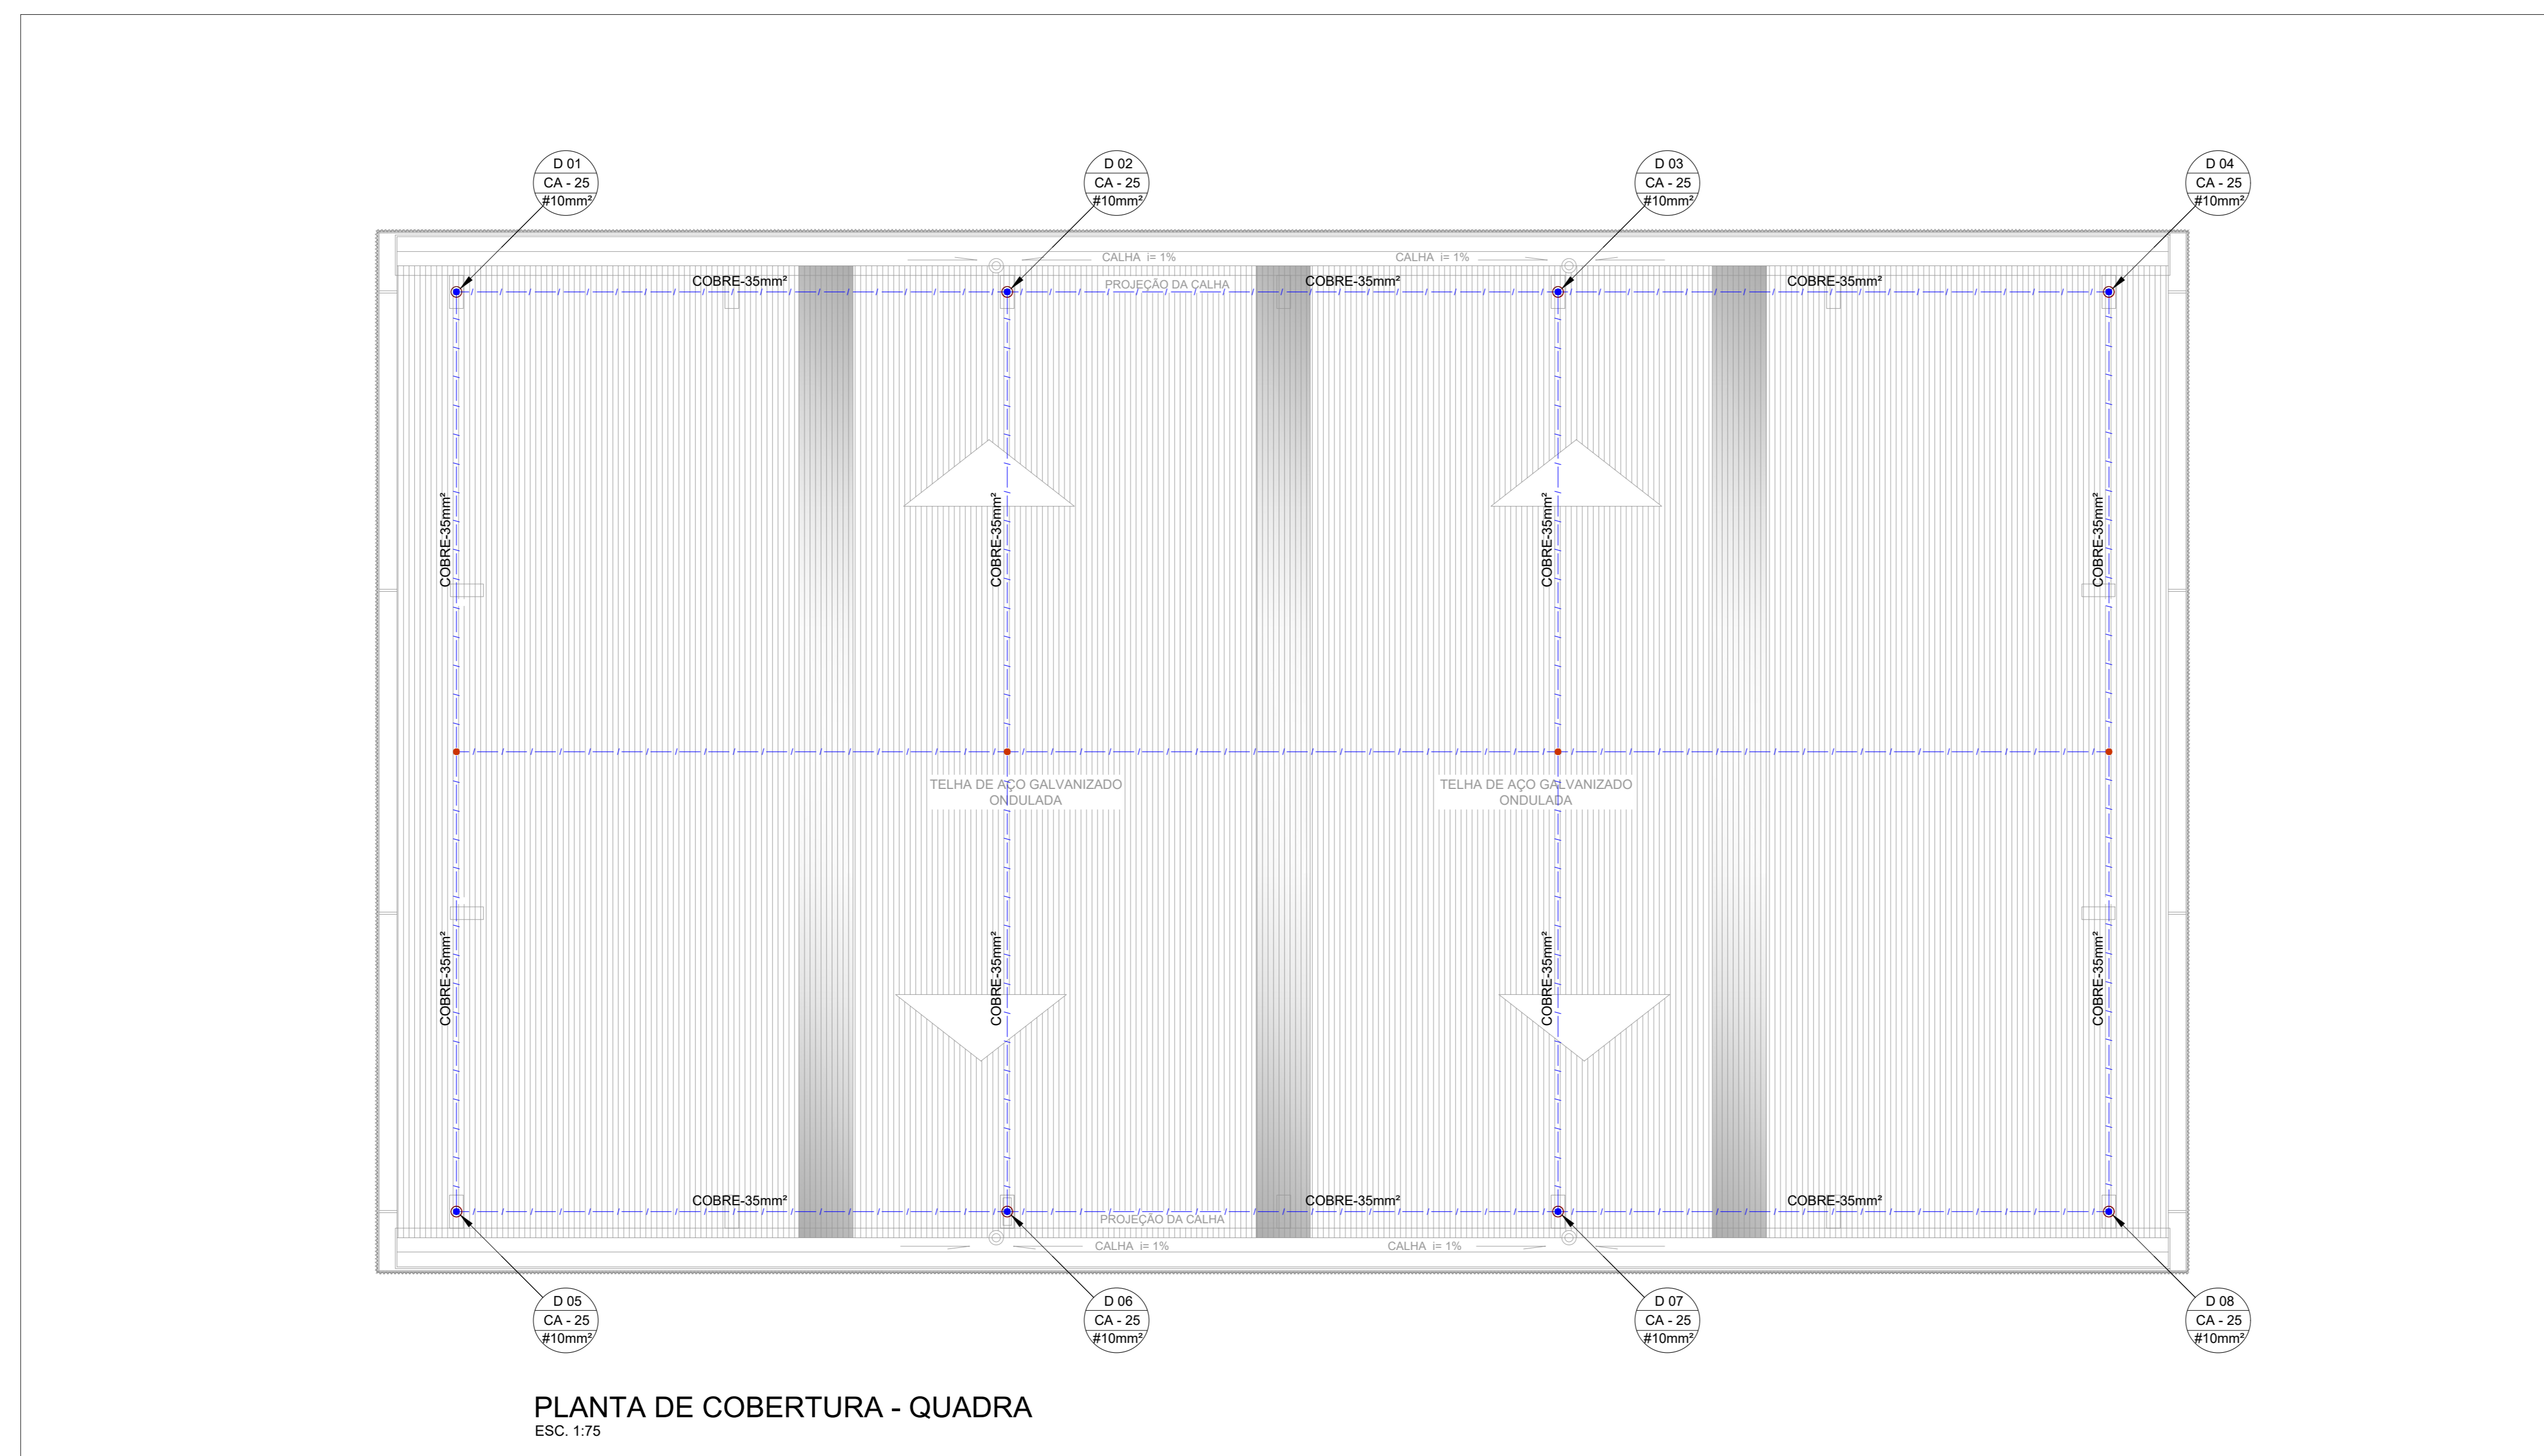 D 01
CA - 25
#10mm²
D 02
CA - 25
#10mm²
D 03
CA - 25
#10mm²
D 04
CA - 25
#10mm²
CALHA i= 1%
CALHA i= 1%
COBRE-35mm²
PROJEÇÃO DA CALHA
COBRE-35mm²
COBRE-35mm²
COBRE-35mm²
COBRE-35mm²
COBRE-35mm²
COBRE-35mm²
TELHA DE AÇO GALVANIZADO
ONDULADA
TELHA DE AÇO GALVANIZADO
ONDULADA
COBRE-35mm²
COBRE-35mm²
COBRE-35mm²
COBRE-35mm²
COBRE-35mm²
COBRE-35mm²
COBRE-35mm²
PROJEÇÃO DA CALHA
CALHA i= 1%
CALHA i= 1%
D 05
CA - 25
#10mm²
D 06
CA - 25
#10mm²
D 07
CA - 25
#10mm²
D 08
CA - 25
#10mm²
PLANTA DE COBERTURA - QUADRA
ESC. 1:75